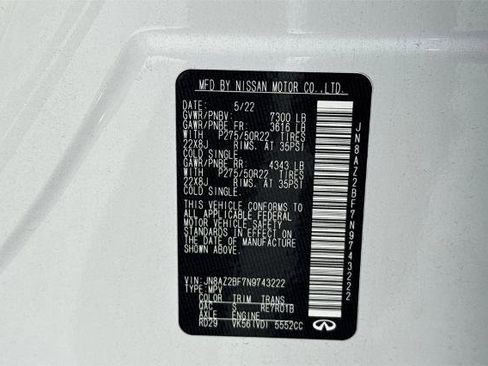 MFD BY NISSAN MOTOR CO.,LTD.
DATE: 5/22
GVWR/PNBV: 7300 LB
GAWR/PNBE FR: 3616 LB
WITH P275/50R22 TIRES
22X8J RIMS. AT 35PSI
COLD SINGLE.
GAWR/PNBE RR: 4343 LB
WITH P275/50R22 TIRES
22X8J RIMS. AT 35PSI
COLD SINGLE.
THIS VEHICLE CONFORMS TO
ALL APPLICABLE FEDERAL
MOTOR VEHICLE SAFETY
STANDARDS IN EFFECT
ON THE DATE OF
MANUFACTURE
SHOWN ABOVE.
VIN: JN8AZ2BF7N9743222
TYPE: MPV
COLOR TRIM TRANS
QAC S RE7R01B
AXLE ENGINE
RD29 VK56(VD) 5552CC
INFINITI
JN8AZ2BF7N9743222